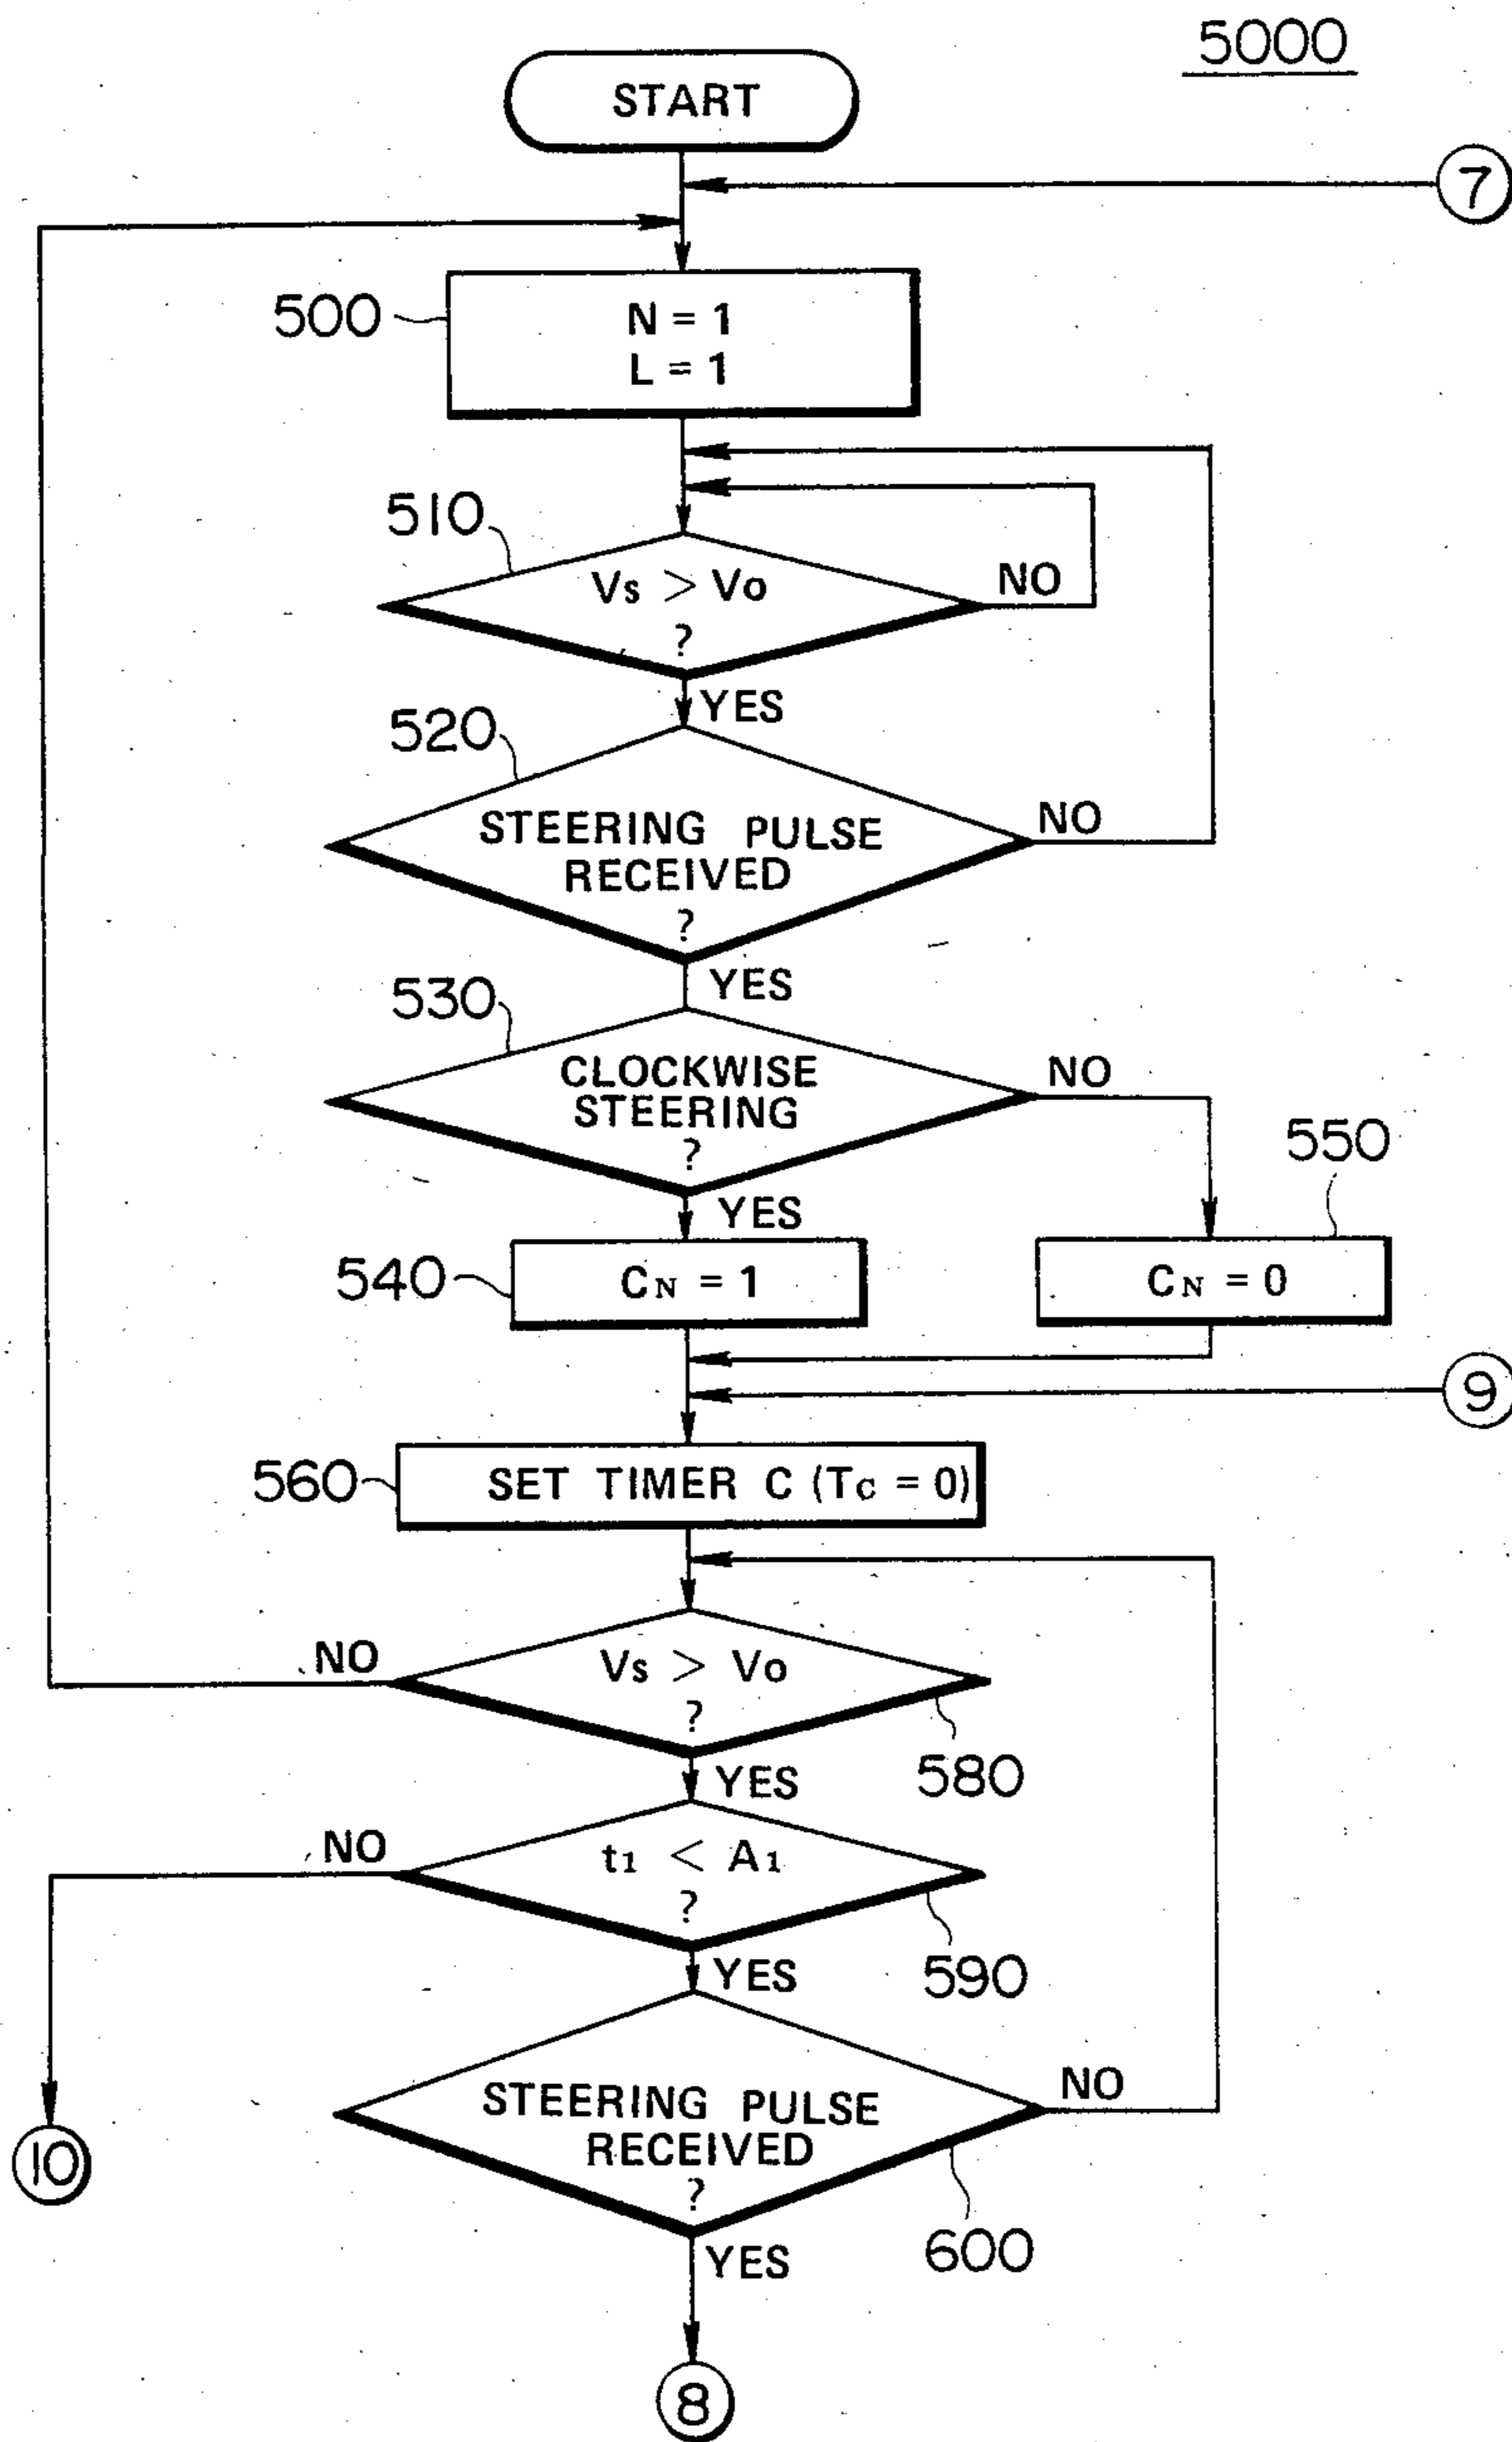 5000
START
7
500
N = 1
L = 1
510
Vs > Vo
?
NO
YES
520
STEERING PULSE
RECEIVED
?
NO
YES
530
CLOCKWISE
STEERING
?
NO
YES
550
540
CN = 1
CN = 0
9
560
SET TIMER C (Tc = 0)
NO
Vs > Vo
?
580
YES
NO
t1 < A1
?
590
YES
STEERING PULSE
RECEIVED
?
NO
10
600
YES
8